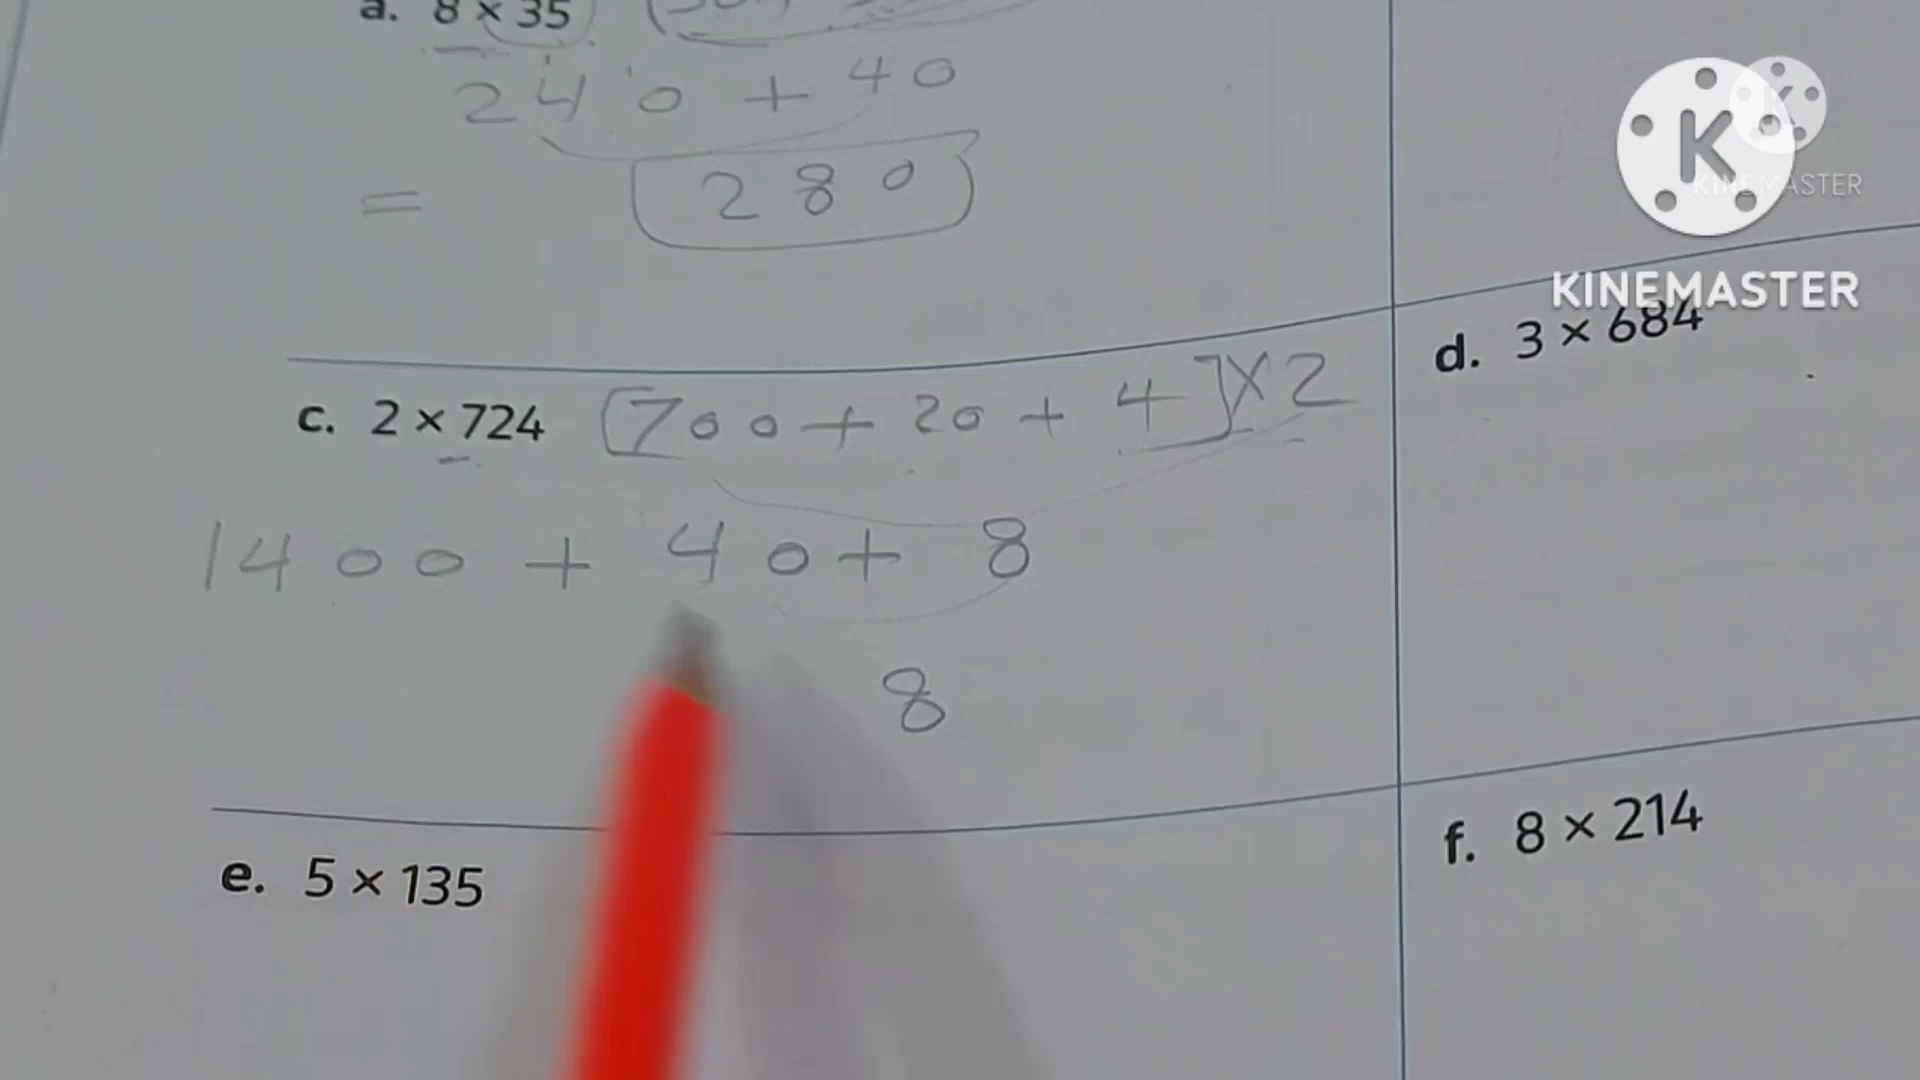 a. 8 × 35
240 + 40
= 280
c. 2 × 724 [700 + 20 + 4] × 2
1400 + 40 + 8
8
d. 3 × 684
e. 5 × 135
f. 8 × 214
K
KINEMASTER
K
KINEMASTER